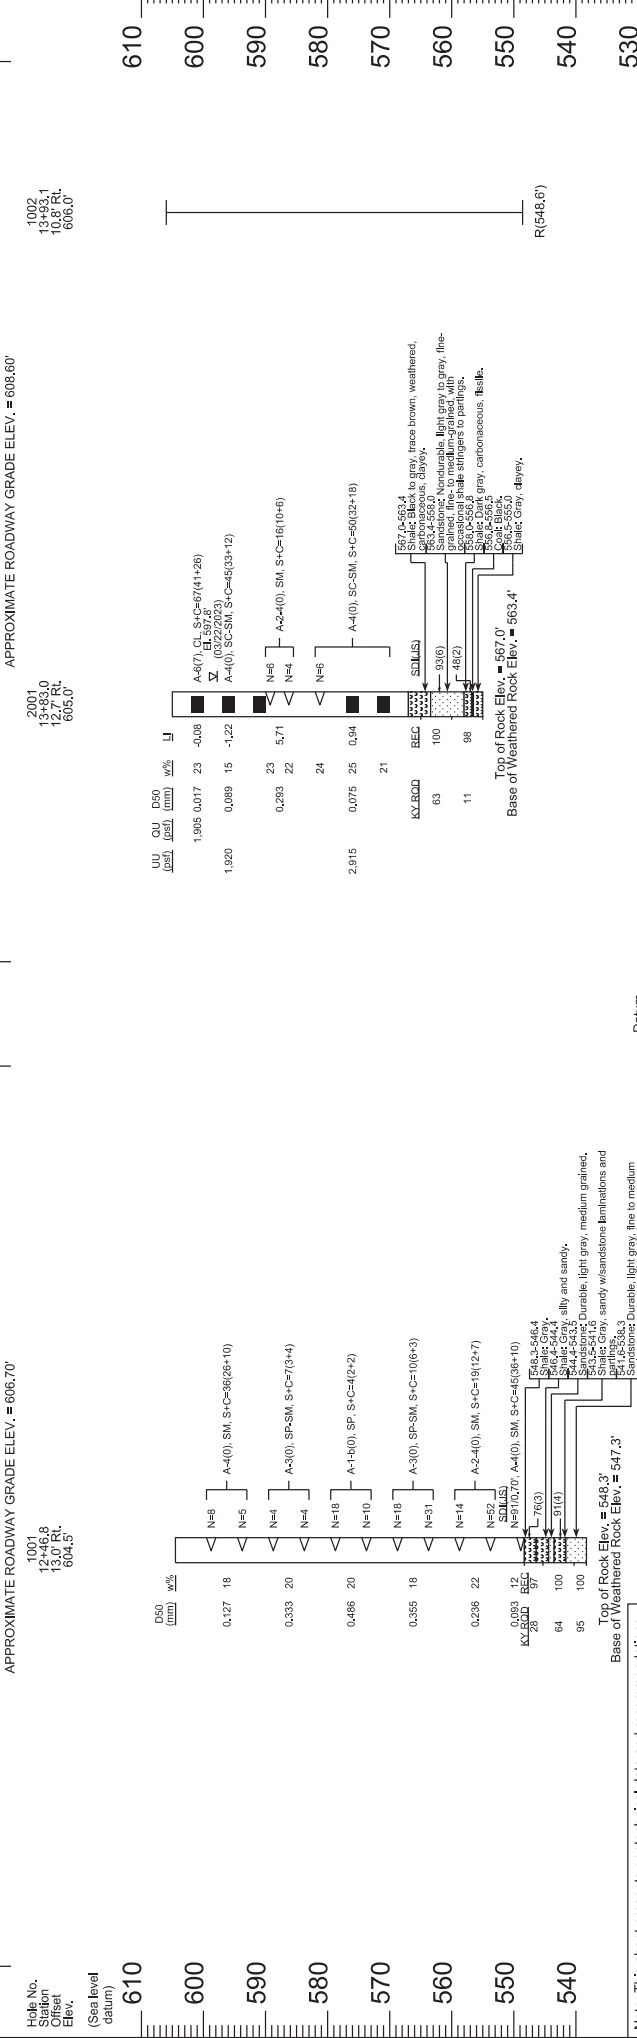 APPROXIMATE ROADWAY GRADE ELEV. = 606.70'
APPROXIMATE ROADWAY GRADE ELEV. = 608.60'
Hole No.
Station
Offset
Elev.
(Sea level
datum)
610
600
590
580
570
560
550
540
1001
12+46.8
13.0' Rt.
604.5'
D50
(mm)
w%
0.127 18
N=8
N=5
A-4(0), SM, S+C=36(26+10)
0.333 20
N=4
N=4
A-3(0), SP-SM, S+C=7(3+4)
0.486 20
N=18
N=10
A-1-b(0), SP, S+C=4(2+2)
0.355 18
N=18
N=31
A-3(0), SP-SM, S+C=10(6+3)
0.236 22
N=14
N=52
A-2-4(0), SM, S+C=19(12+7)
0.093 12 N=91/0.70', A-4(0), SM, S+C=45(36+10)
KY RQD REC SDI(JS)
28 97 76(3)
64 100 91(4)
95 100
548.3-546.4
Shale: Gray.
546.4-544.4
Shale: Gray, silty and sandy.
544.4-543.5
Sandstone: Durable, light gray, medium grained.
543.5-541.6
Shale: Gray, sandy w/sandstone laminations and
partings.
541.6-538.3
Sandstone: Durable, light gray, fine to medium
Top of Rock Elev. = 548.3'
Base of Weathered Rock Elev. = 547.3'
2001
13+83.0
12.7' Rt.
605.0'
UU
(psf)
QU
(psf)
D50
(mm)
w%
LI
1,905 0.017 23 -0.08 A-6(7), CL, S+C=67(41+26)
El. 597.8'
(03/22/2023)
1,920 0.089 15 -1.22 A-4(0), SC-SM, S+C=45(33+12)
23 N=6
0.293 5.71 A-2-4(0), SM, S+C=16(10+6)
22 N=4
24 N=6
2,915 0.075 25 0.94 A-4(0), SC-SM, S+C=50(32+18)
21
KY RQD REC SDI(JS)
63 100 93(6)
11 98 48(2)
567.0-563.4
Shale: Black to gray, trace brown, weathered,
carbonaceous, clayey.
563.4-558.0
Sandstone: Nondurable, light gray to gray, fine-
grained, fine- to medium-grained, with
occasional shale stringers to partings.
558.0-556.8
Shale: Dark gray, carbonaceous, fissile.
556.8-556.5
Coal: Black.
556.5-555.0
Shale: Gray, clayey.
Top of Rock Elev. = 567.0'
Base of Weathered Rock Elev. = 563.4'
1002
13+93.1
10.8' Rt.
606.0'
R(548.6')
610
600
590
580
570
560
550
540
530